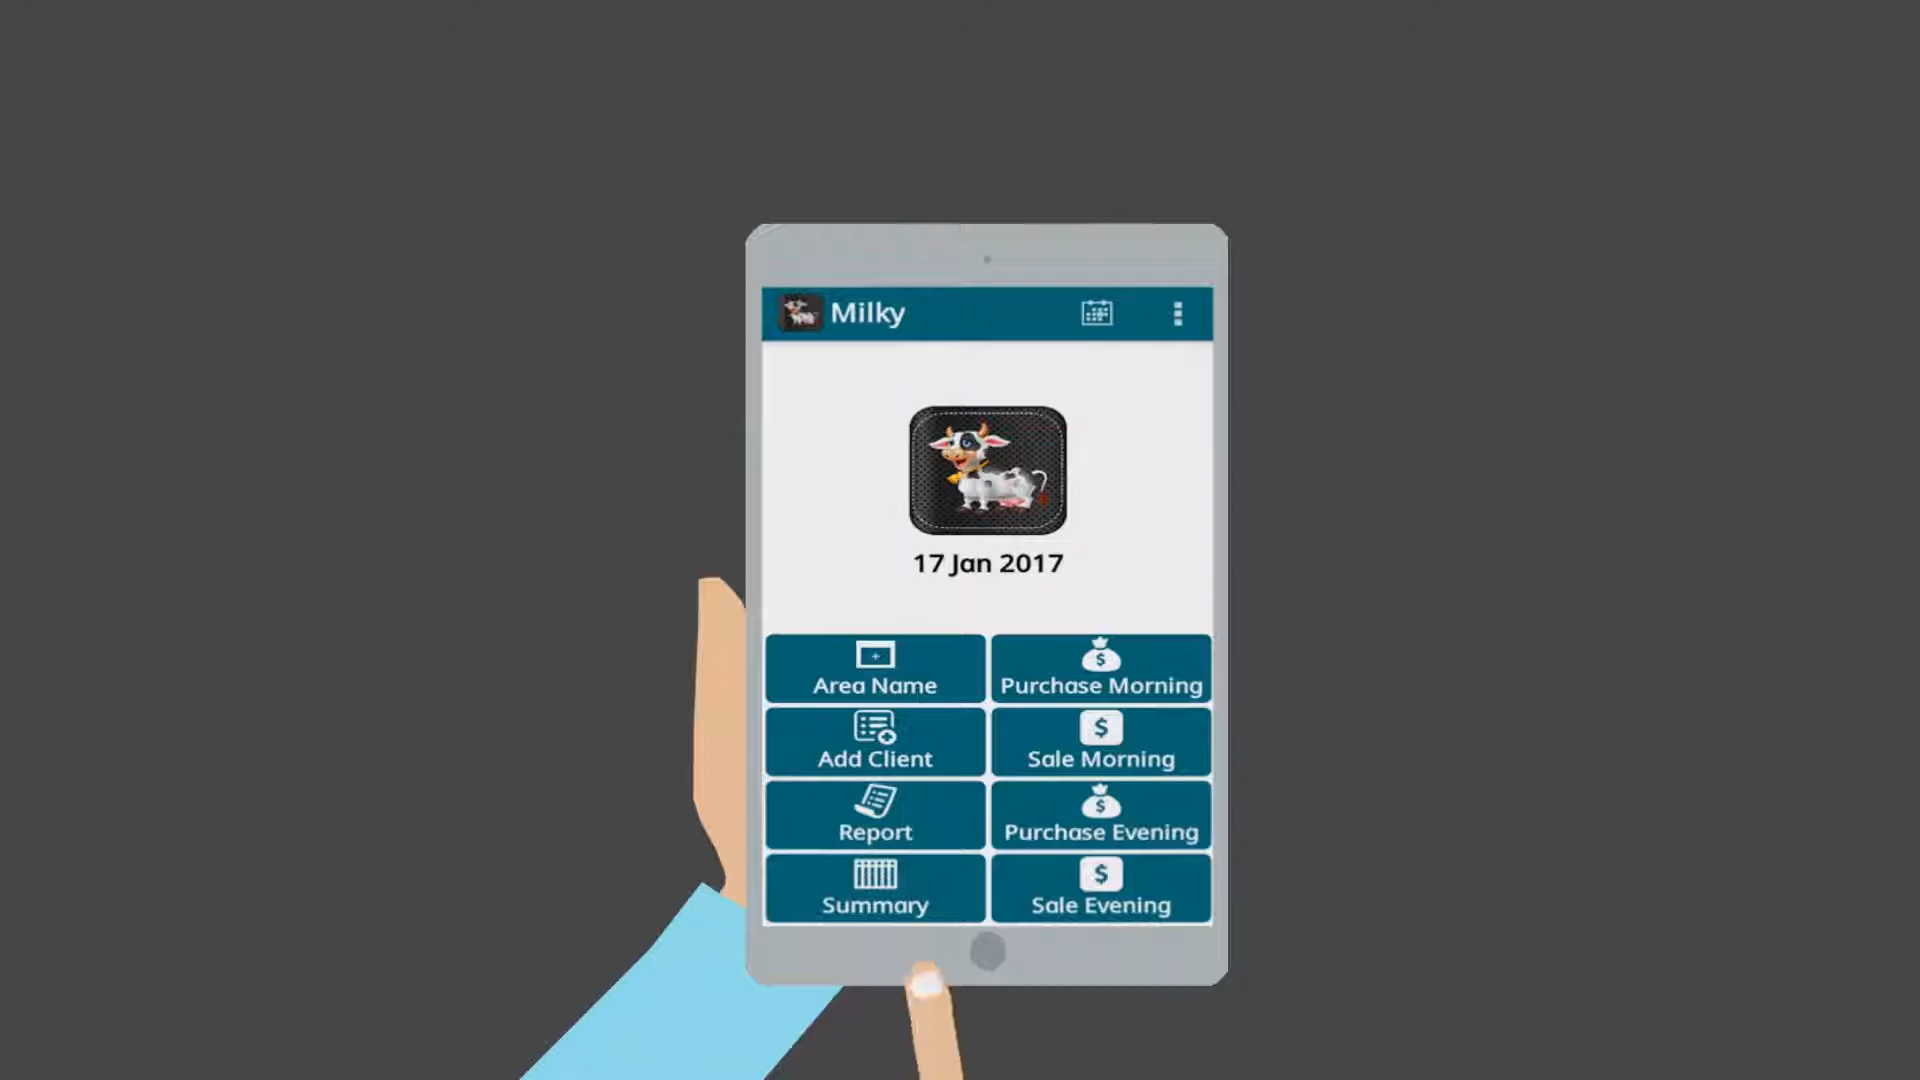 Milky
17 Jan 2017
Area Name
Purchase Morning
Add Client
Sale Morning
Report
Purchase Evening
Summary
Sale Evening